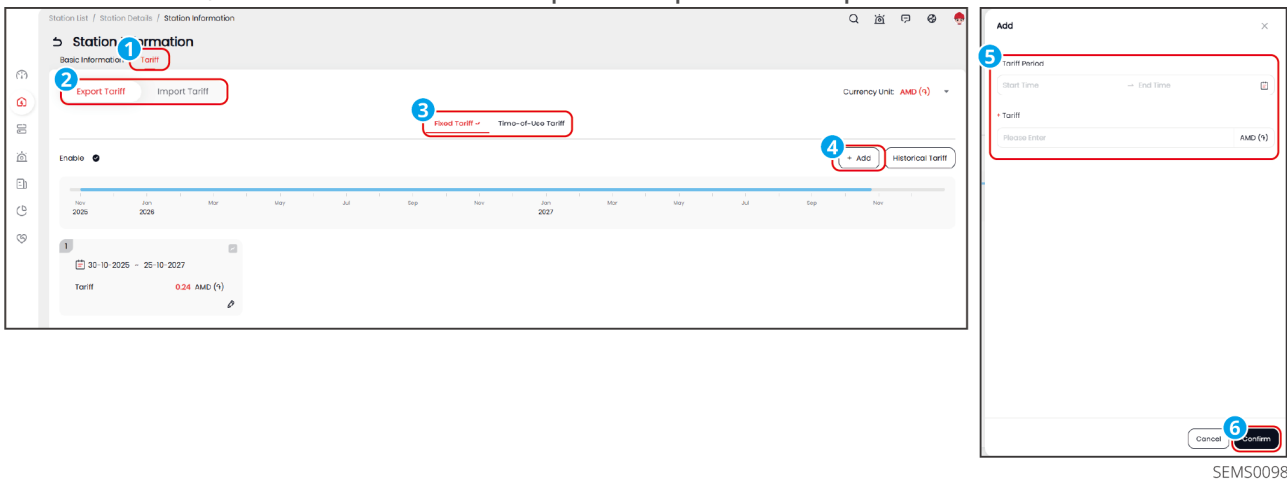 Station List / Station Details / Station Information
Station Information
1
Basic Information Tariff
2
Export Tariff Import Tariff
Currency Unit: AMD (֏)
3
Fixed Tariff Time-of-Use Tariff
Enable
4
+ Add Historical Tariff
Nov Jan Mar May Jul Sep Nov Jan Mar May Jul Sep Nov
2025 2026 2027
1
30-10-2025 ~ 25-10-2027
Tariff 0.24 AMD (֏)
Add
5
Tariff Period
Start Time → End Time
* Tariff
Please Enter AMD (֏)
6
Cancel Confirm
SEMS0098